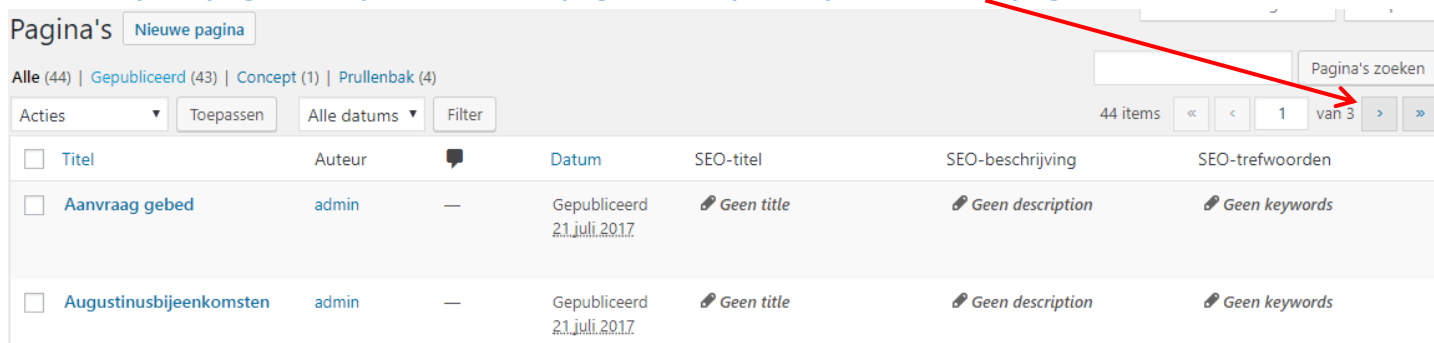 Pagina's Nieuwe pagina
Alle (44) | Gepubliceerd (43) | Concept (1) | Prullenbak (4)
Pagina's zoeken
Acties Toepassen Alle datums Filter 44 items « ‹ 1 van 3 › »
Titel Auteur Datum SEO-titel SEO-beschrijving SEO-trefwoorden
Aanvraag gebed admin — Gepubliceerd Geen title Geen description Geen keywords
21 juli 2017
Augustinusbijeenkomsten admin — Gepubliceerd Geen title Geen description Geen keywords
21 juli 2017